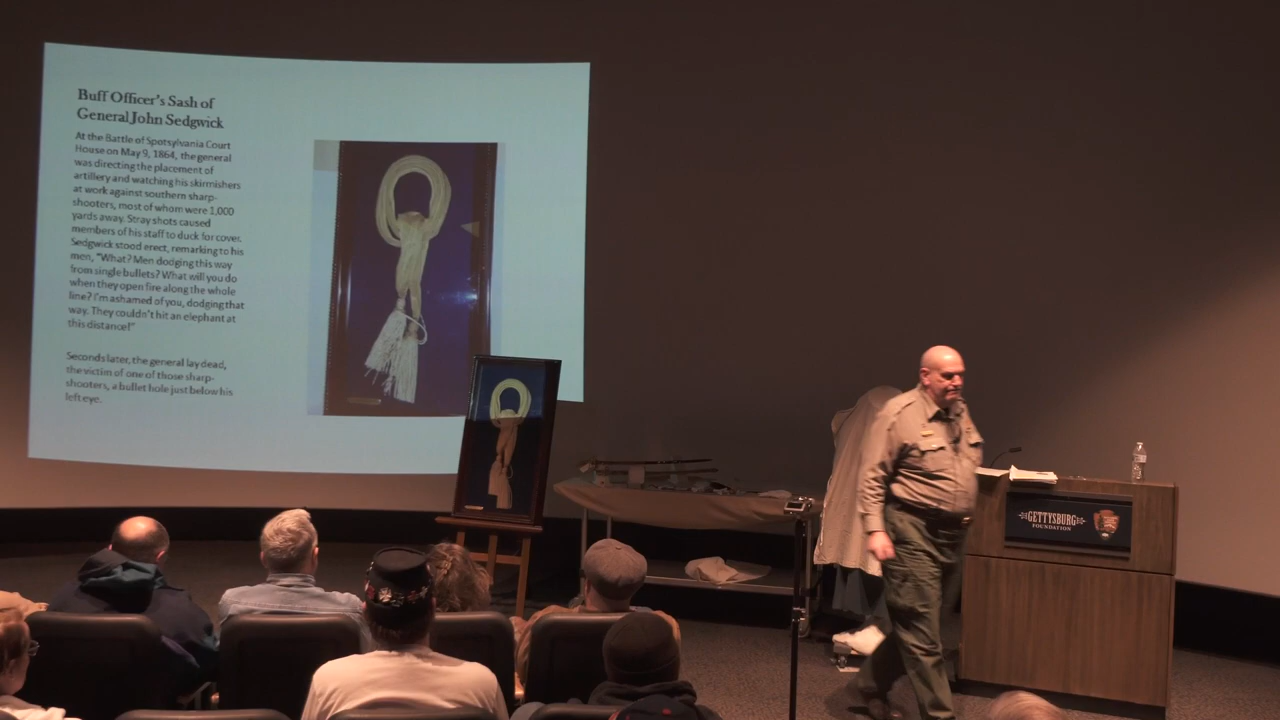 Buff Officer's Sash of
General John Sedgwick
At the Battle of Spotsylvania Court
House on May 9, 1864, the general
was directing the placement of
artillery and watching his skirmishers
at work against southern sharp-
shooters, most of whom were 1,000
yards away. Stray shots caused
members of his staff to duck for cover.
Sedgwick stood erect, remarking to his
men, "What? Men dodging this way
from single bullets? What will you do
when they open fire along the whole
line? I'm ashamed of you, dodging that
way. They couldn't hit an elephant at
this distance!"
Seconds later, the general lay dead,
the victim of one of those sharp-
shooters, a bullet hole just below his
left eye.
GETTYSBURG
FOUNDATION